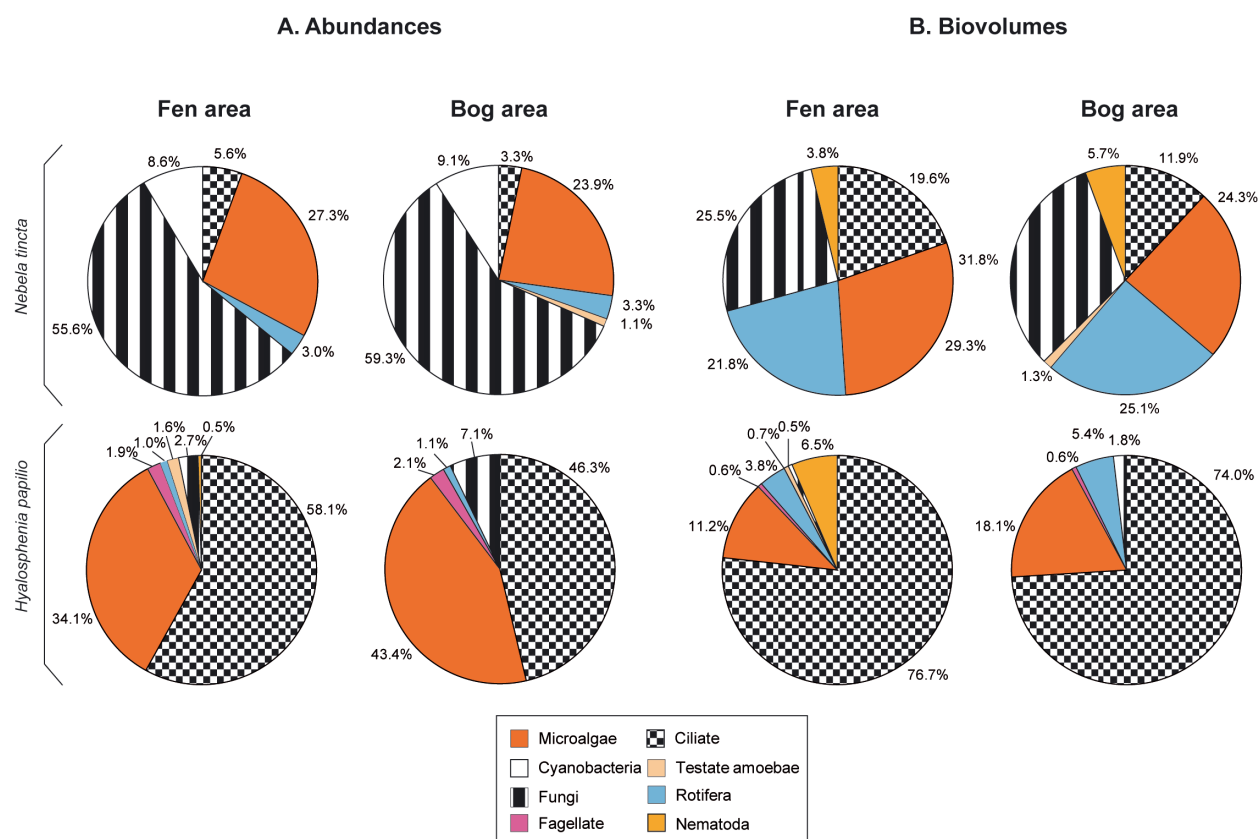 A. Abundances
B. Biovolumes
Fen area
Bog area
Fen area
Bog area
Nebela tincta
8.6%
5.6%
27.3%
3.0%
55.6%
9.1%
3.3%
23.9%
3.3%
1.1%
59.3%
3.8%
19.6%
29.3%
21.8%
25.5%
5.7%
11.9%
24.3%
25.1%
1.3%
31.8%
Hyalosphenia papilio
1.9%
1.0%
1.6%
2.7%
0.5%
58.1%
34.1%
2.1%
1.1%
7.1%
46.3%
43.4%
11.2%
0.6%
3.8%
0.7%
0.5%
6.5%
76.7%
18.1%
0.6%
5.4%
1.8%
74.0%
Microalgae
Ciliate
Cyanobacteria
Testate amoebae
Fungi
Rotifera
Fagellate
Nematoda